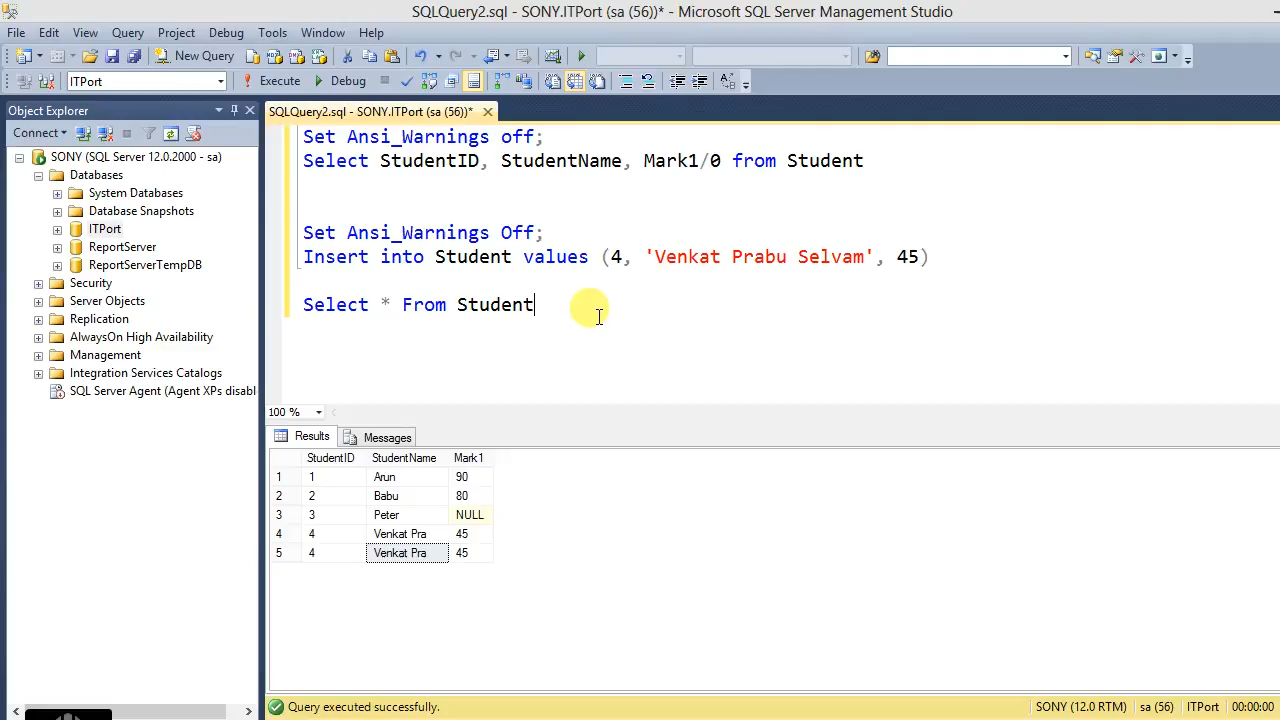 SQLQuery2.sql - SONY.ITPort (sa (56))* - Microsoft SQL Server Management Studio
File Edit View Query Project Debug Tools Window Help
New Query
ITPort Execute Debug
Object Explorer
SQLQuery2.sql - SONY.ITPort (sa (56))*
Connect
SONY (SQL Server 12.0.2000 - sa)
Databases
System Databases
Database Snapshots
ITPort
ReportServer
ReportServerTempDB
Security
Server Objects
Replication
AlwaysOn High Availability
Management
Integration Services Catalogs
SQL Server Agent (Agent XPs disabl
Set Ansi_Warnings off;
Select StudentID, StudentName, Mark1/0 from Student
Set Ansi_Warnings Off;
Insert into Student values (4, 'Venkat Prabu Selvam', 45)
Select * From Student
100 %
Results Messages
StudentID StudentName Mark1
1 1 Arun 90
2 2 Babu 80
3 3 Peter NULL
4 4 Venkat Pra 45
5 4 Venkat Pra 45
Query executed successfully. SONY (12.0 RTM) sa (56) ITPort 00:00:00